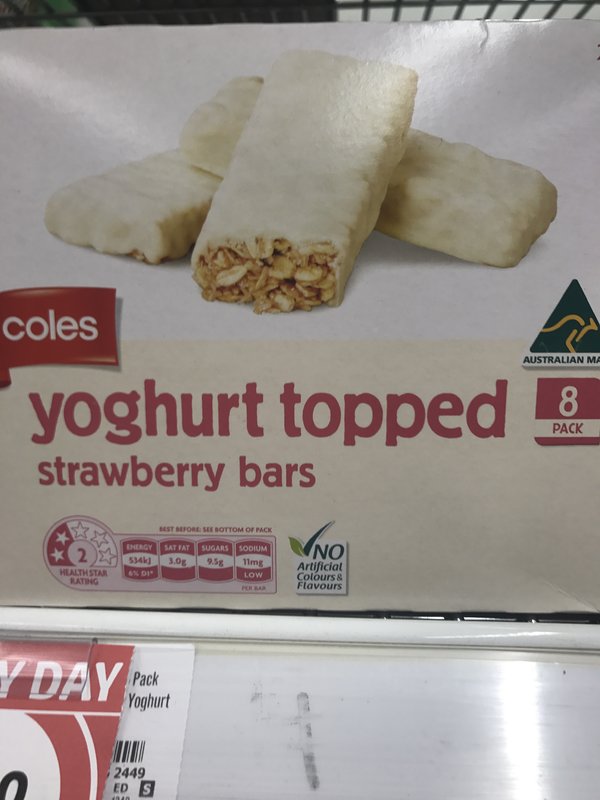 coles
AUSTRALIAN MA
yoghurt topped
8
PACK
strawberry bars
BEST BEFORE: SEE BOTTOM OF PACK
2
HEALTH STAR
RATING
ENERGY
534kJ
6% DI*
SAT FAT
3.0g
SUGARS
9.5g
SODIUM
11mg
LOW
PER BAR
NO
Artificial
Colours &
Flavours
Y DAY
Pack
Yoghurt
2449
ED S